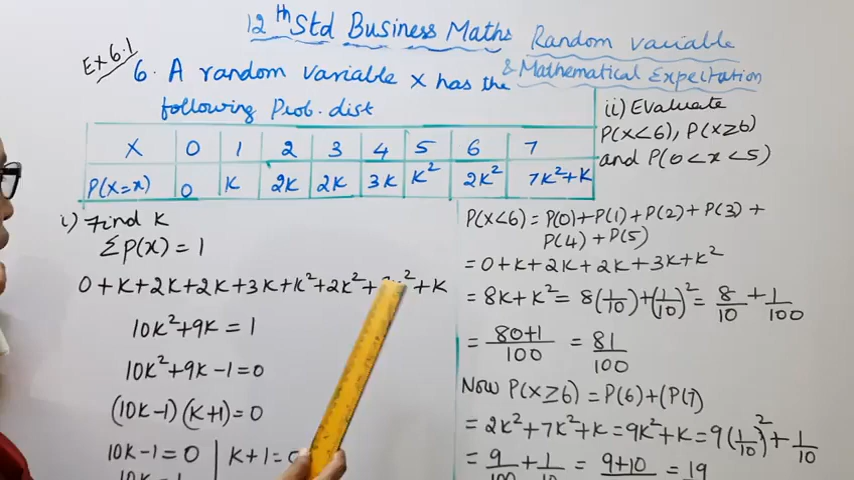 12th Std Business Maths
Random variable
& Mathematical Expectation
Ex 6.1
6. A random variable X has the
following Prob. dist
X 0 1 2 3 4 5 6 7
P(X=x) 0 K 2K 2K 3K K² 2K² 7K²+K
i) Find K
ΣP(x) = 1
0+K+2K+2K+3K+K²+2K²+ ²+K
10K²+9K = 1
10K²+9K-1=0
(10K-1)(K+1)=0
10K-1=0 | K+1=0
10K=1
ii) Evaluate
P(X<6), P(X≥6)
and P(0<x<5)
P(X<6) = P(0)+P(1)+P(2)+P(3)+
P(4)+P(5)
= 0+K+2K+2K+3K+K²
= 8K+K² = 8(1/10)+(1/10)² = 8/10 + 1/100
= 80+1/100 = 81/100
Now P(X≥6) = P(6)+(P(7)
= 2K²+7K²+K = 9K²+K = 9(1/10)²+1/10
= 9/100 + 1/10 = 9+10 = 19